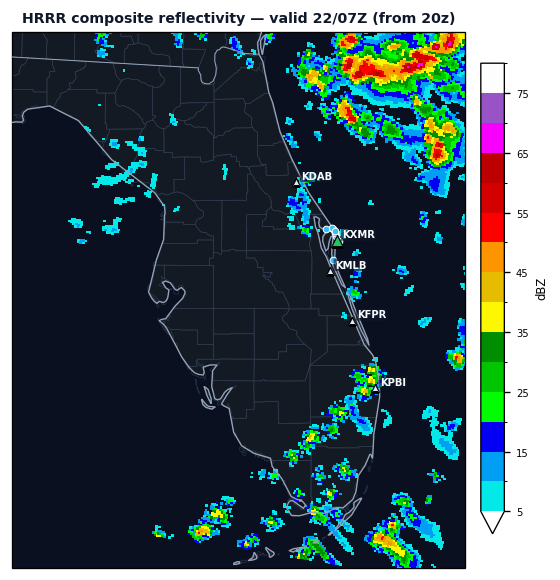 HRRR composite reflectivity — valid 22/07Z (from 20z)
KDAB
KXMR
KMLB
KFPR
KPBI
75
65
55
45
35
25
15
5
dBZ